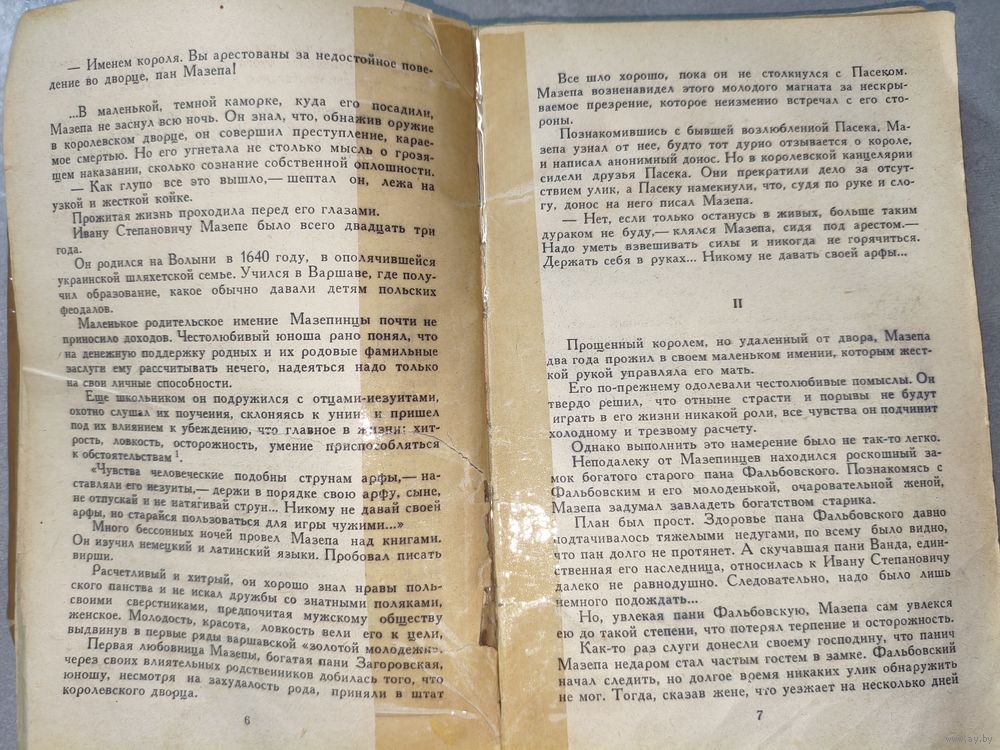 — Именем короля. Вы арестованы за недостойное пове-
дение во дворце, пан Мазепа!
...В маленькой, темной каморке, куда его посадили,
Мазепа не заснул всю ночь. Он знал, что, обнажив оружие
в королевском дворце, он совершил преступление, карае-
мое смертью. Но его угнетала не столько мысль о грозя-
щем наказании, сколько сознание собственной оплошности.
— Как глупо все это вышло,— шептал он, лежа на
узкой и жесткой койке.
Прожитая жизнь проходила перед его глазами.
Ивану Степановичу Мазепе было всего двадцать три
года.
Он родился на Волыни в 1640 году, в ополячившейся
украинской шляхетской семье. Учился в Варшаве, где полу-
чил образование, какое обычно давали детям польских
феодалов.
Маленькое родительское имение Мазепинцы почти не
приносило доходов. Честолюбивый юноша рано понял, что
на денежную поддержку родных и их родовые фамильные
заслуги ему рассчитывать нечего, надеяться надо только
на свои личные способности.
Еще школьником он подружился с отцами-иезуитами,
охотно слушал их поучения, склоняясь к унии, и пришел
под их влиянием к убеждению, что главное в жизни: хит-
рость, ловкость, осторожность, умение приспособляться
к обстоятельствам 1.
«Чувства человеческие подобны струнам арфы,— на-
ставляли его иезуиты,— держи в порядке свою арфу, сыне,
не отпускай и не натягивай струн... Никому не давай своей
арфы, но старайся пользоваться для игры чужими...»
Много бессонных ночей провел Мазепа над книгами.
Он изучил немецкий и латинский языки. Пробовал писать
вирши.
Расчетливый и хитрый, он хорошо знал нравы поль-
ского панства и не искал дружбы со знатными поляками,
своими сверстниками, предпочитая мужскому обществу
женское. Молодость, красота, ловкость вели его к цели,
выдвинув в первые ряды варшавской «золотой молодежи».
Первая любовница Мазепы, богатая пани Загоровская,
через своих влиятельных родственников добилась того, что
юношу, несмотря на захудалость рода, приняли в штат
королевского дворца.
6
Все шло хорошо, пока он не столкнулся с Пасеком.
Мазепа возненавидел этого молодого магната за нескры-
ваемое презрение, которое неизменно встречал с его сто-
роны.
Познакомившись с бывшей возлюбленной Пасека, Ма-
зепа узнал от нее, будто тот дурно отзывается о короле,
и написал анонимный донос. Но в королевской канцелярии
сидели друзья Пасека. Они прекратили дело за отсут-
ствием улик, а Пасеку намекнули, что, судя по руке и сло-
гу, донос на него писал Мазепа.
— Нет, если только останусь в живых, больше таким
дураком не буду,— клялся Мазепа, сидя под арестом.—
Надо уметь взвешивать силы и никогда не горячиться.
Держать себя в руках... Никому не давать своей арфы...
II
Прощенный королем, но удаленный от двора, Мазепа
два года прожил в своем маленьком имении, которым жест-
кой рукой управляла его мать.
Его по-прежнему одолевали честолюбивые помыслы. Он
твердо решил, что отныне страсти и порывы не будут
играть в его жизни никакой роли, все чувства он подчинит
холодному и трезвому расчету.
Однако выполнить это намерение было не так-то легко.
Неподалеку от Мазепинцев находился роскошный за-
мок богатого старого пана Фальбовского. Познакомясь с
Фальбовским и его молоденькой, очаровательной женой,
Мазепа задумал завладеть богатством старика.
План был прост. Здоровье пана Фальбовского давно
подтачивалось тяжелыми недугами, по всему было видно,
что пан долго не протянет. А скучавшая пани Ванда, един-
ственная его наследница, относилась к Ивану Степановичу
далеко не равнодушно. Следовательно, надо было лишь
немного подождать...
Но, увлекая пани Фальбовскую, Мазепа сам увлекся
ею до такой степени, что потерял терпение и осторожность.
Как-то раз слуги донесли своему господину, что панич
Мазепа недаром стал частым гостем в замке. Фальбовский
начал следить, но долгое время никаких улик обнаружить
не мог. Тогда, сказав жене, что уезжает на несколько дней
7
www.ay.by